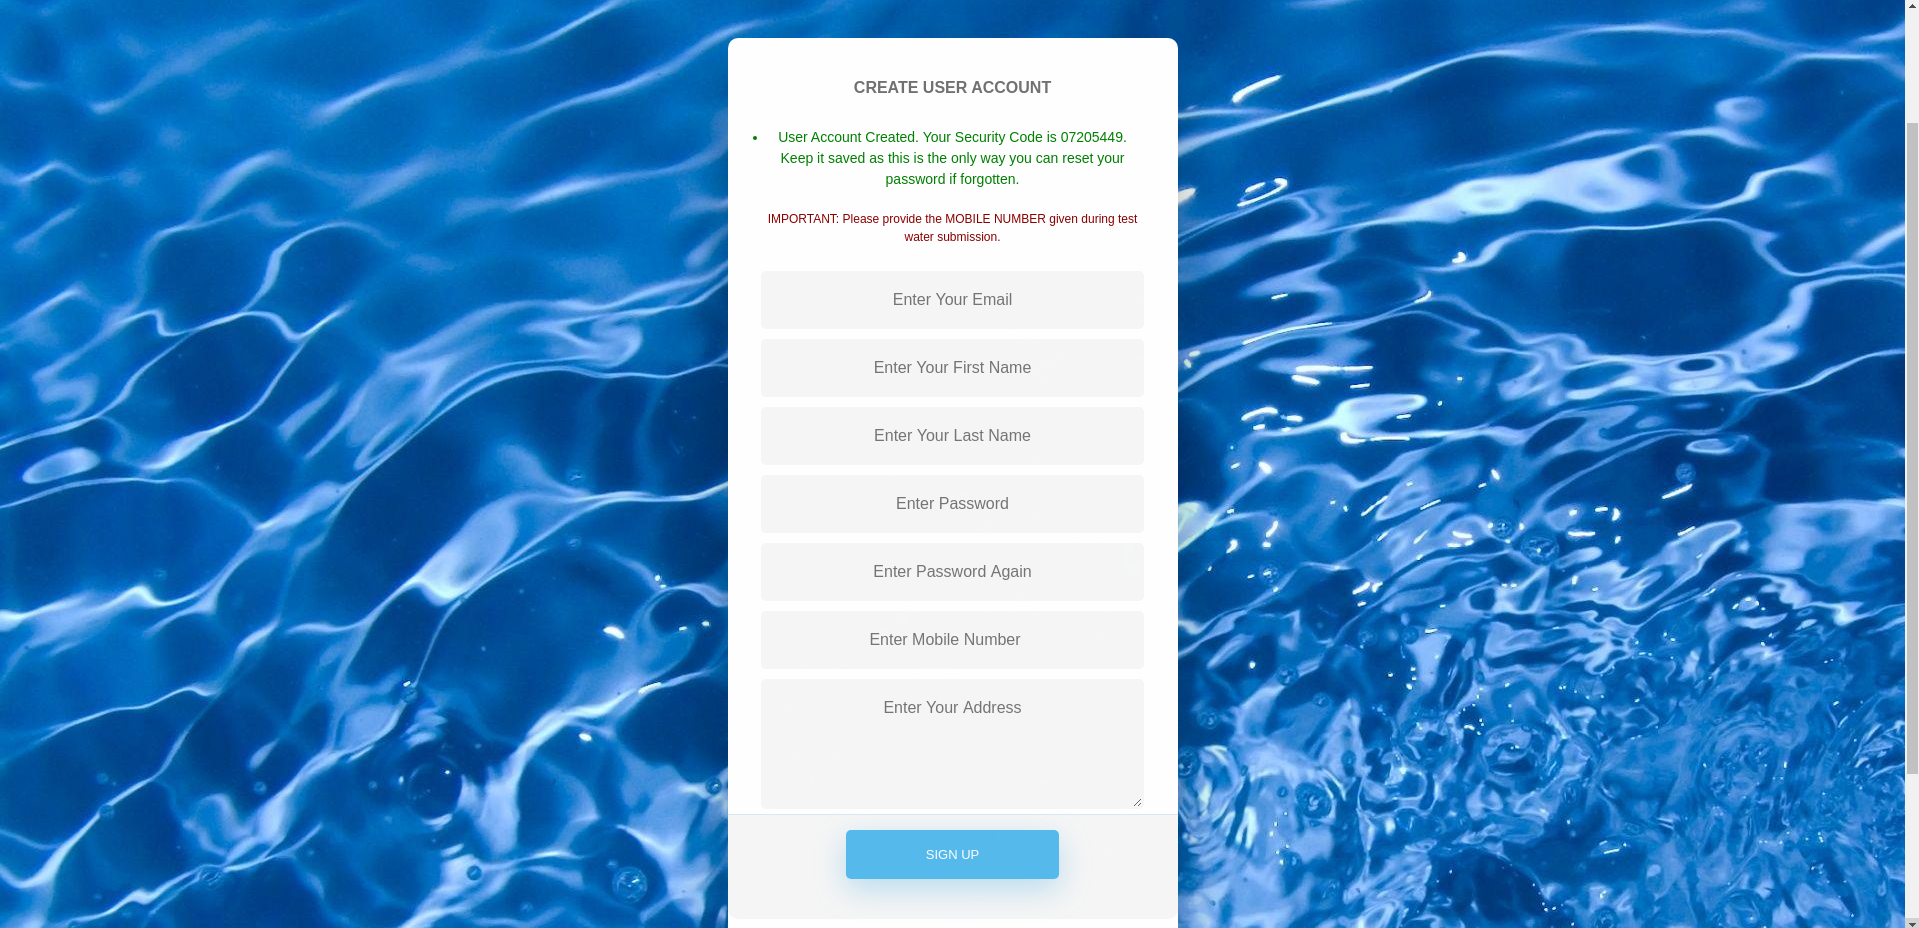 CREATE USER ACCOUNT
User Account Created. Your Security Code is 07205449.
Keep it saved as this is the only way you can reset your
password if forgotten.
IMPORTANT: Please provide the MOBILE NUMBER given during test
water submission.
Enter Your Email
Enter Your First Name
Enter Your Last Name
Enter Password
Enter Password Again
Enter Mobile Number
Enter Your Address
SIGN UP